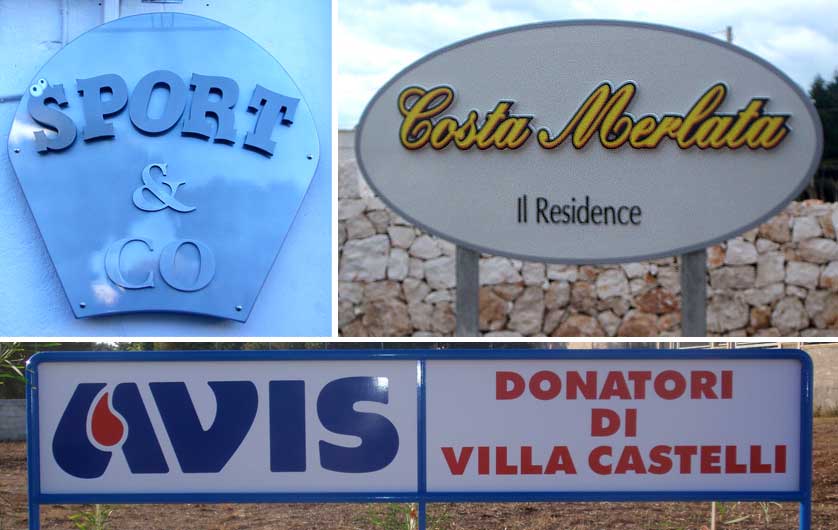 SPORT
&
CO
Costa Merlata
Il Residence
AVIS
DONATORI
DI
VILLA CASTELLI